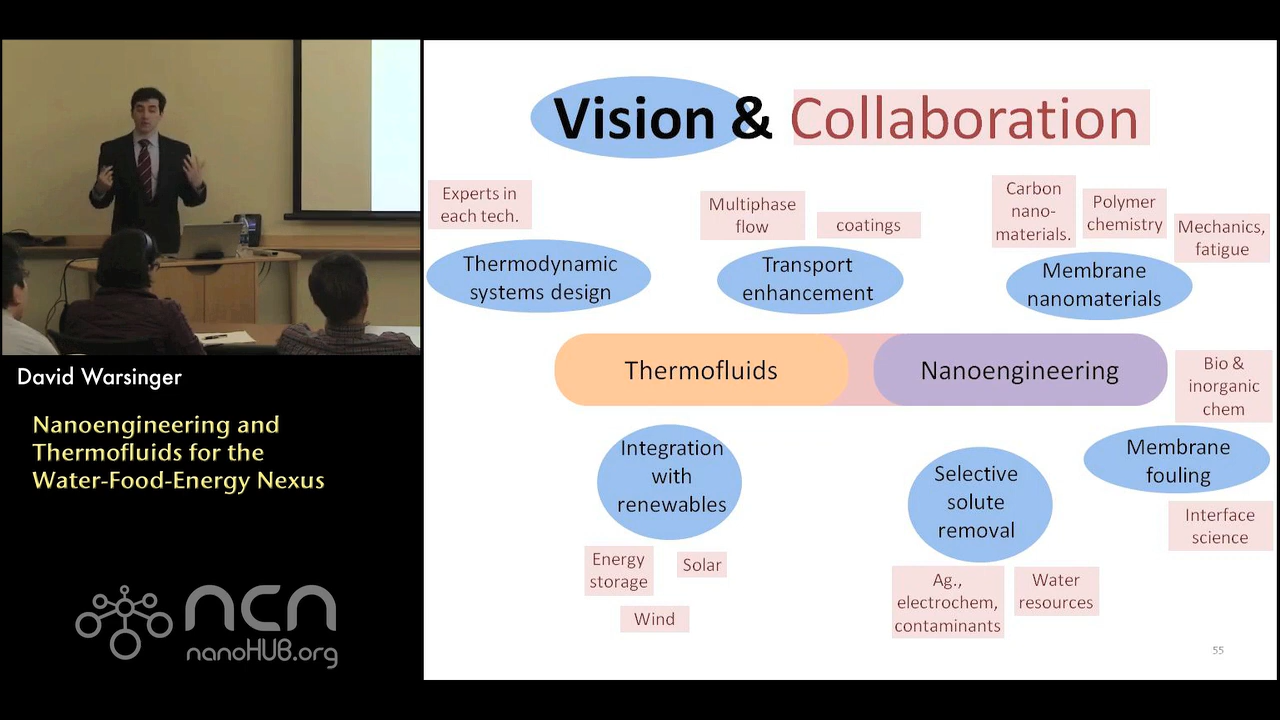 Vision & Collaboration
Experts in
each tech.
Multiphase
flow
coatings
Carbon
nano-
materials.
Polymer
chemistry
Mechanics,
fatigue
Thermodynamic
systems design
Transport
enhancement
Membrane
nanomaterials
Thermofluids
Nanoengineering
Bio &
inorganic
chem
Integration
with
renewables
Selective
solute
removal
Membrane
fouling
Interface
science
Energy
storage
Solar
Wind
Ag.,
electrochem,
contaminants
Water
resources
55
David Warsinger
Nanoengineering and
Thermofluids for the
Water-Food-Energy Nexus
ncn
nanoHUB.org